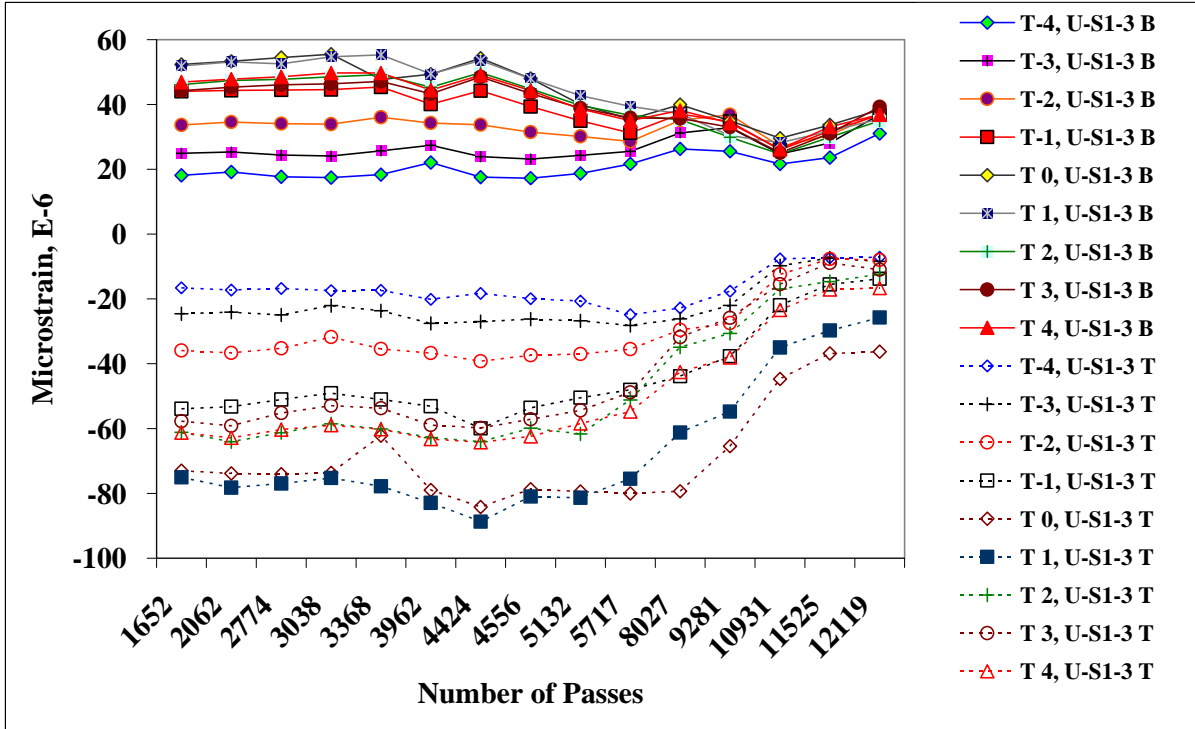 60
40
20
0
-20
-40
-60
-80
-100
Microstrain, E-6
1652
2062
2774
3038
3368
3962
4424
4556
5132
5717
8027
9281
10931
11525
12119
Number of Passes
T-4, U-S1-3 B
T-3, U-S1-3 B
T-2, U-S1-3 B
T-1, U-S1-3 B
T 0, U-S1-3 B
T 1, U-S1-3 B
T 2, U-S1-3 B
T 3, U-S1-3 B
T 4, U-S1-3 B
T-4, U-S1-3 T
T-3, U-S1-3 T
T-2, U-S1-3 T
T-1, U-S1-3 T
T 0, U-S1-3 T
T 1, U-S1-3 T
T 2, U-S1-3 T
T 3, U-S1-3 T
T 4, U-S1-3 T